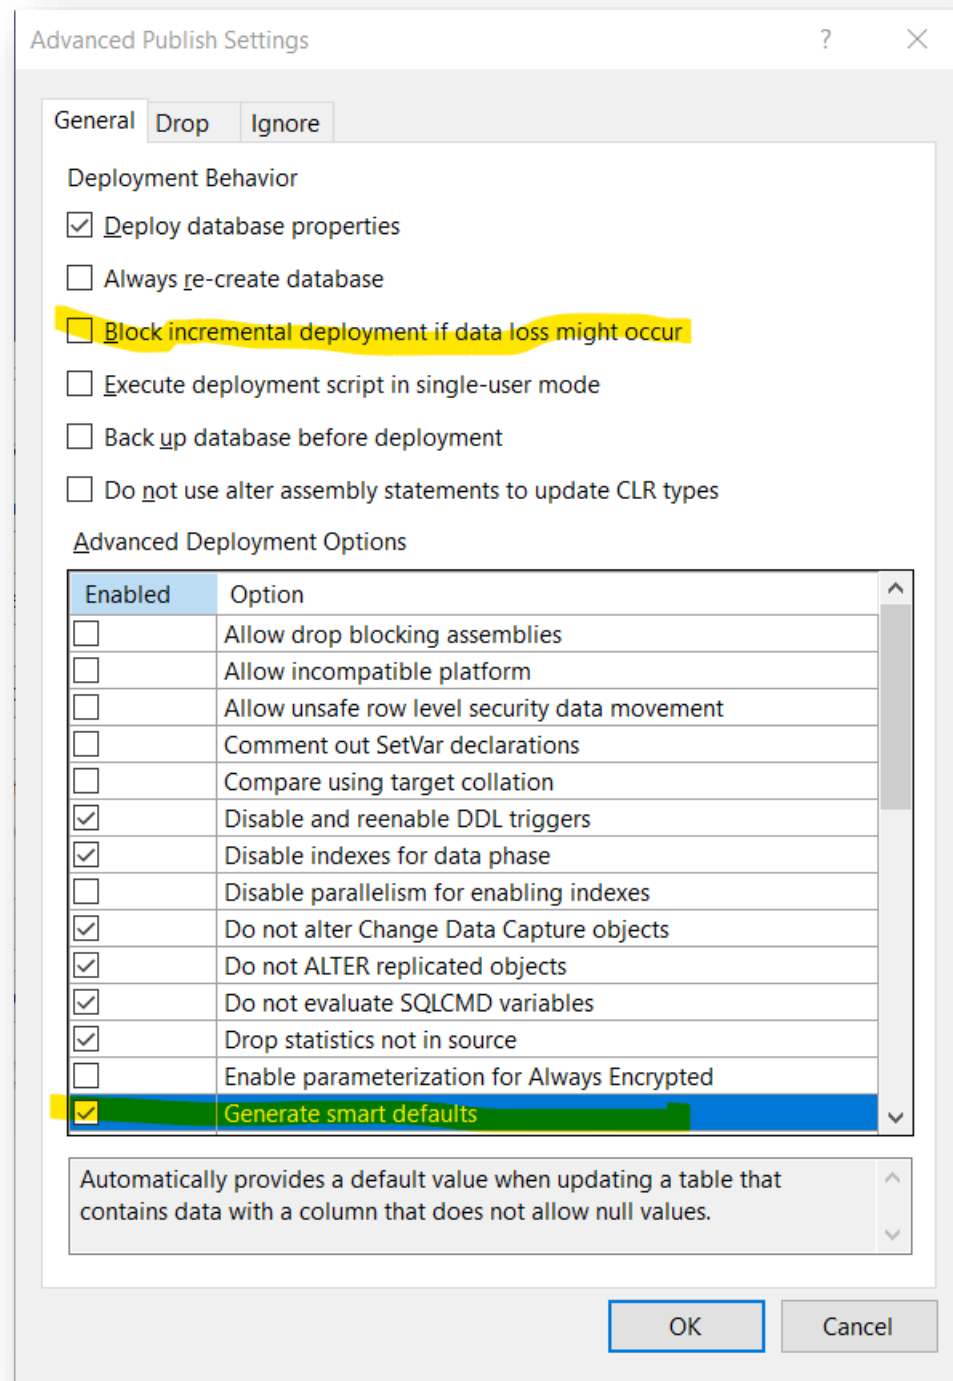 Advanced Publish Settings
?
General
Drop
Ignore
Deployment Behavior
Deploy database properties
Always re-create database
Block incremental deployment if data loss might occur
Execute deployment script in single-user mode
Back up database before deployment
Do not use alter assembly statements to update CLR types
Advanced Deployment Options
Enabled Option
Allow drop blocking assemblies
Allow incompatible platform
Allow unsafe row level security data movement
Comment out SetVar declarations
Compare using target collation
Disable and reenable DDL triggers
Disable indexes for data phase
Disable parallelism for enabling indexes
Do not alter Change Data Capture objects
Do not ALTER replicated objects
Do not evaluate SQLCMD variables
Drop statistics not in source
Enable parameterization for Always Encrypted
Generate smart defaults
Automatically provides a default value when updating a table that
contains data with a column that does not allow null values.
OK
Cancel